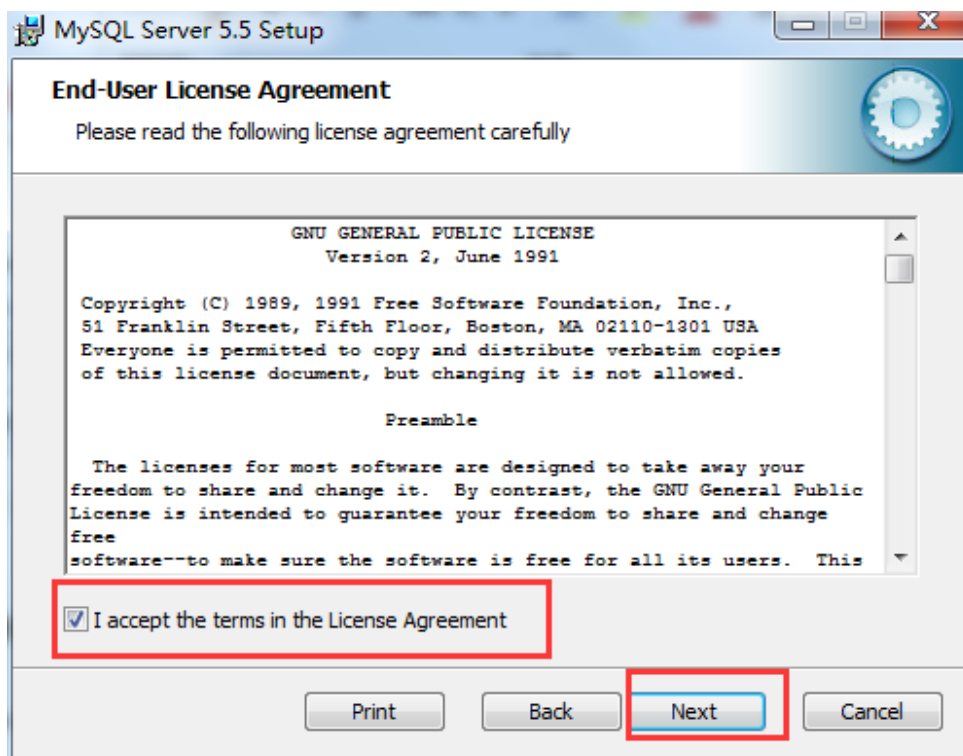 MySQL Server 5.5 Setup
End-User License Agreement
Please read the following license agreement carefully
GNU GENERAL PUBLIC LICENSE
Version 2, June 1991
Copyright (C) 1989, 1991 Free Software Foundation, Inc.,
51 Franklin Street, Fifth Floor, Boston, MA 02110-1301 USA
Everyone is permitted to copy and distribute verbatim copies
of this license document, but changing it is not allowed.
Preamble
The licenses for most software are designed to take away your
freedom to share and change it. By contrast, the GNU General Public
License is intended to guarantee your freedom to share and change
free
software--to make sure the software is free for all its users. This
I accept the terms in the License Agreement
Print Back Next Cancel